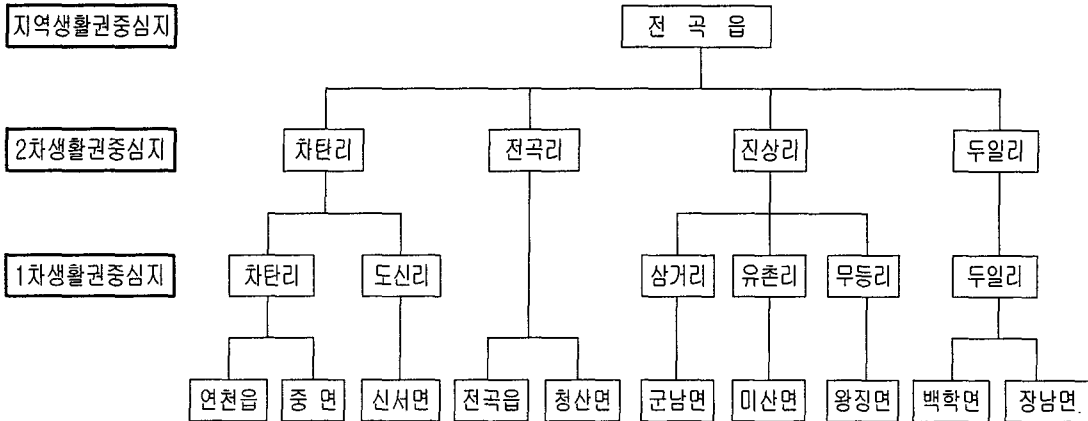 지역생활권중심지 전 곡 읍
2차생활권중심지 차탄리 전곡리 진상리 두일리
1차생활권중심지 차탄리 도신리 삼거리 유촌리 무등리 두일리
연천읍 중 면 신서면 전곡읍 청산면 군남면 미산면 왕징면 백학면 장남면